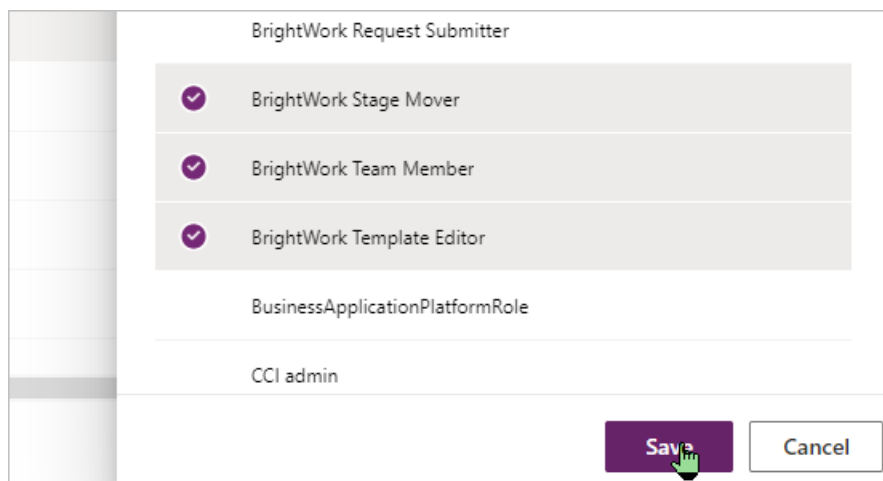 BrightWork Request Submitter
BrightWork Stage Mover
BrightWork Team Member
BrightWork Template Editor
BusinessApplicationPlatformRole
CCI admin
Save
Cancel